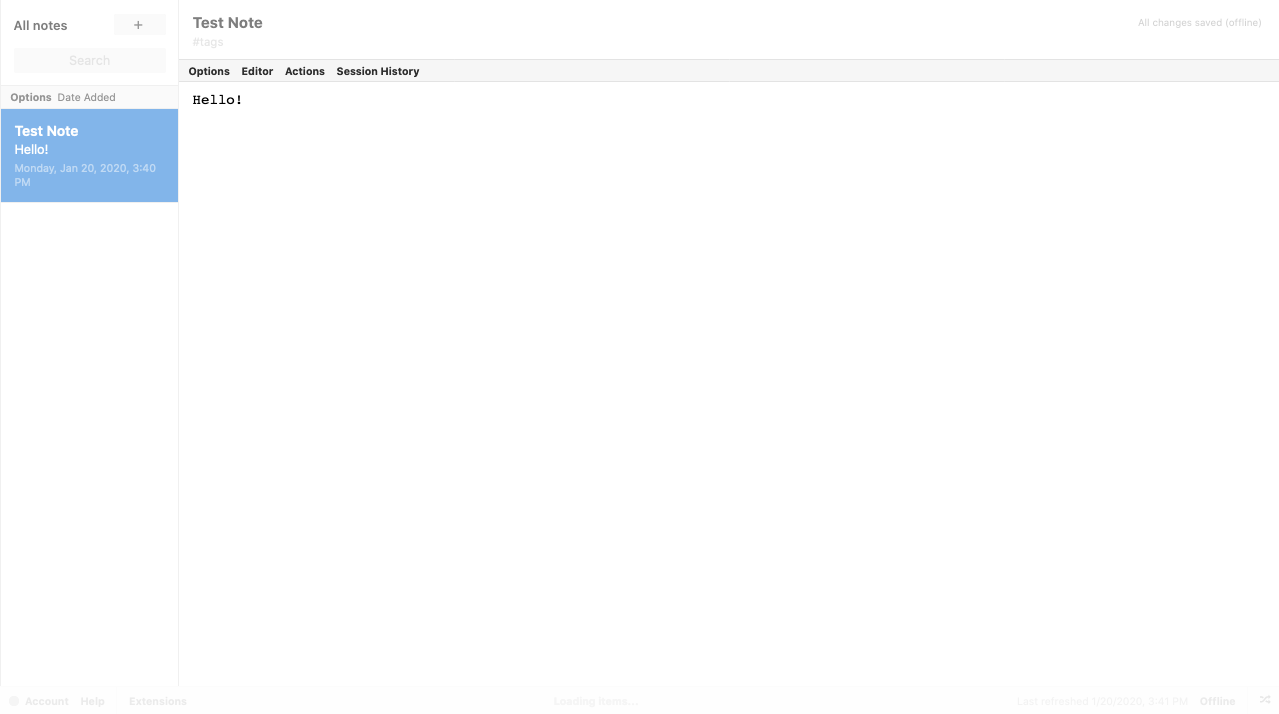 All notes
+
Search
Options Date Added
Test Note
Hello!
Monday, Jan 20, 2020, 3:40
PM
Test Note
#tags
All changes saved (offline)
Options Editor Actions Session History
Hello!
Account Help Extensions
Loading items...
Last refreshed 1/20/2020, 3:41 PM Offline